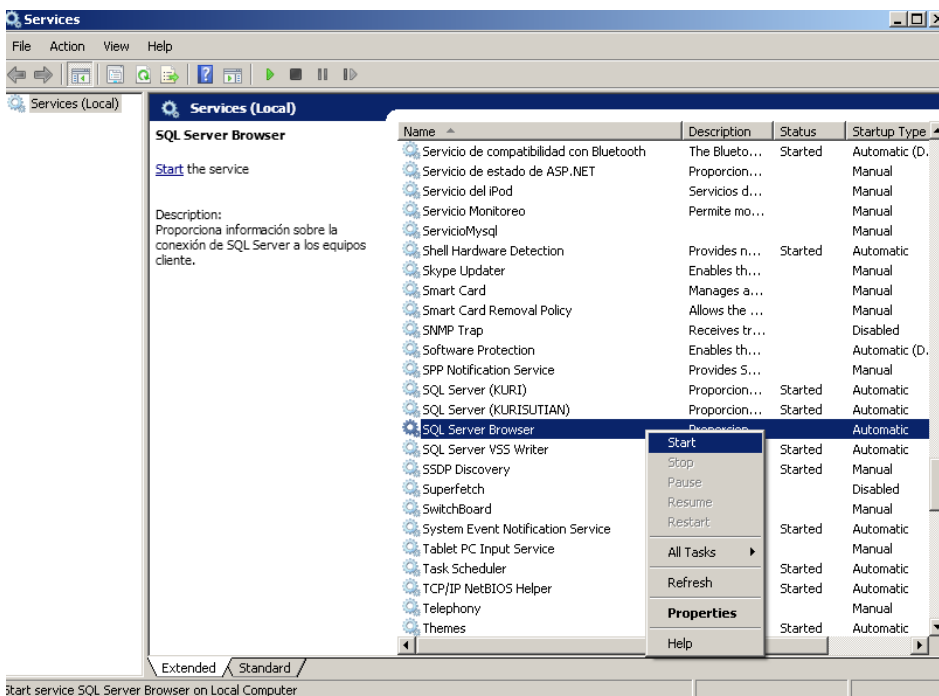 Services
File Action View Help
Services (Local)
Services (Local)
SQL Server Browser
Start the service
Description:
Proporciona información sobre la
conexión de SQL Server a los equipos
cliente.
Name Description Status Startup Type
Servicio de compatibilidad con Bluetooth The Blueto... Started Automatic (D.
Servicio de estado de ASP.NET Proporcion... Manual
Servicio del iPod Servicios d... Manual
Servicio Monitoreo Permite mo... Manual
ServicioMysql Manual
Shell Hardware Detection Provides n... Started Automatic
Skype Updater Enables th... Manual
Smart Card Manages a... Manual
Smart Card Removal Policy Allows the ... Manual
SNMP Trap Receives tr... Disabled
Software Protection Enables th... Automatic (D.
SPP Notification Service Provides S... Manual
SQL Server (KURI) Proporcion... Started Automatic
SQL Server (KURISUTIAN) Proporcion... Started Automatic
SQL Server Browser Proporcion... Automatic
SQL Server VSS Writer Started Automatic
SSDP Discovery Started Manual
Superfetch Disabled
SwitchBoard Manual
System Event Notification Service Started Automatic
Tablet PC Input Service Manual
Task Scheduler Started Automatic
TCP/IP NetBIOS Helper Started Automatic
Telephony Manual
Themes Started Automatic
Start
Stop
Pause
Resume
Restart
All Tasks
Refresh
Properties
Help
Extended Standard
Start service SQL Server Browser on Local Computer